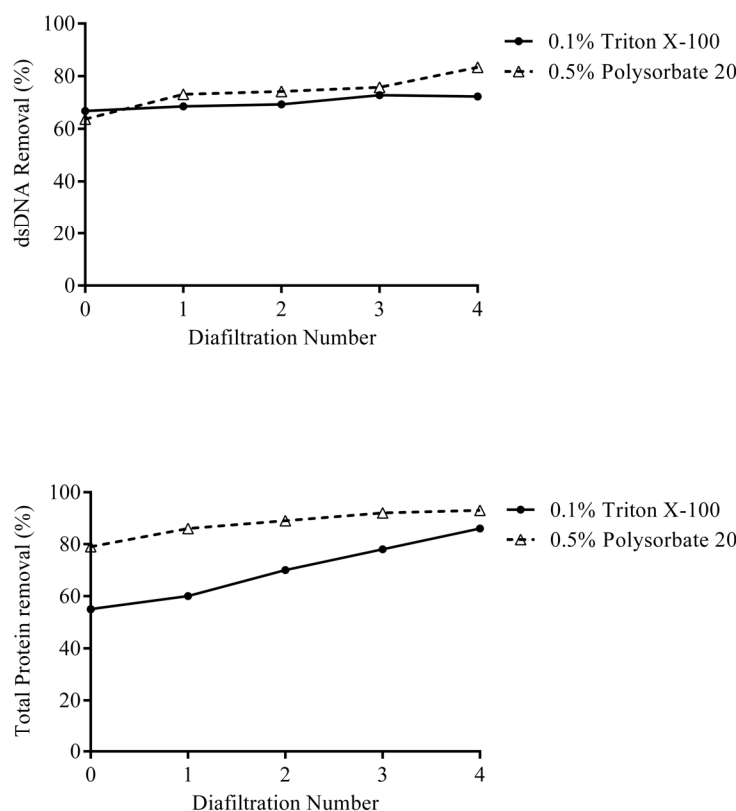 100
80
60
40
20
0
dsDNA Removal (%)
0 1 2 3 4
Diafiltration Number
0.1% Triton X-100
0.5% Polysorbate 20
100
80
60
40
20
0
Total Protein removal (%)
0 1 2 3 4
Diafiltration Number
0.1% Triton X-100
0.5% Polysorbate 20